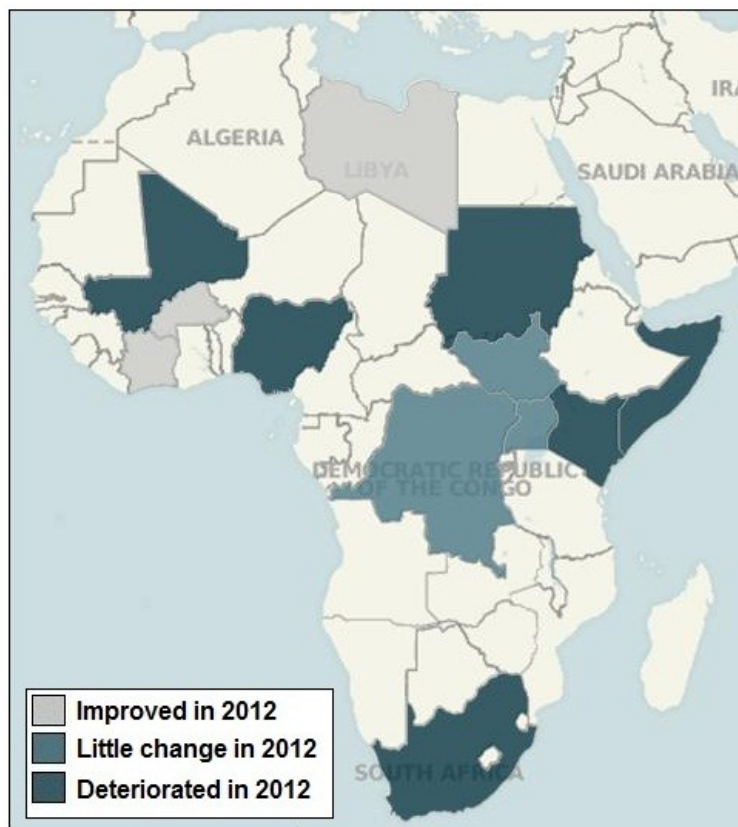 IRA
ALGERIA
LIBYA
SAUDI ARABIA
DEMOCRATIC REPUBLIC
OF THE CONGO
SOUTH AFRICA
Improved in 2012
Little change in 2012
Deteriorated in 2012